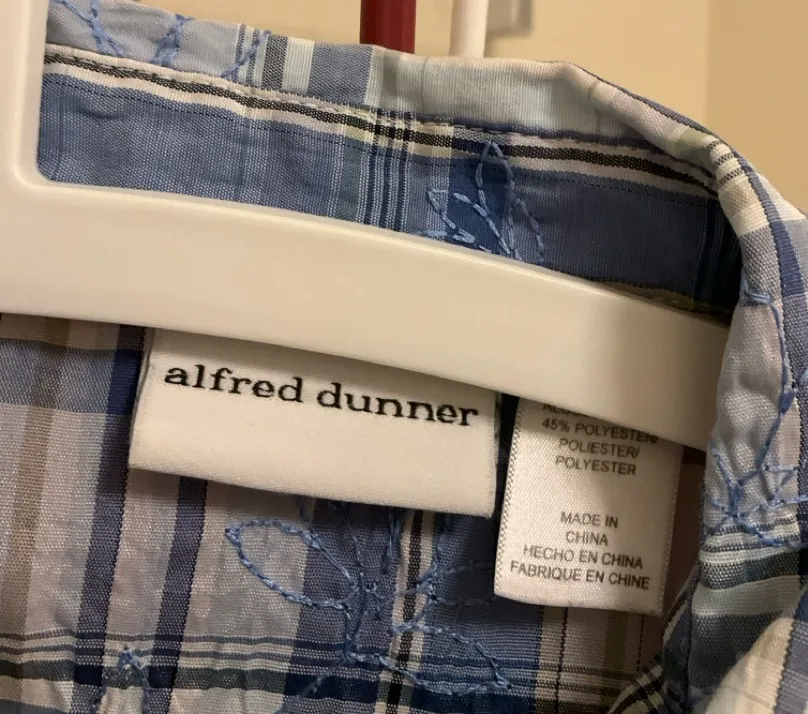 alfred dunner
45% POLYESTER/
POLIESTER/
POLYESTER
MADE IN
CHINA
HECHO EN CHINA
FABRIQUE EN CHINE